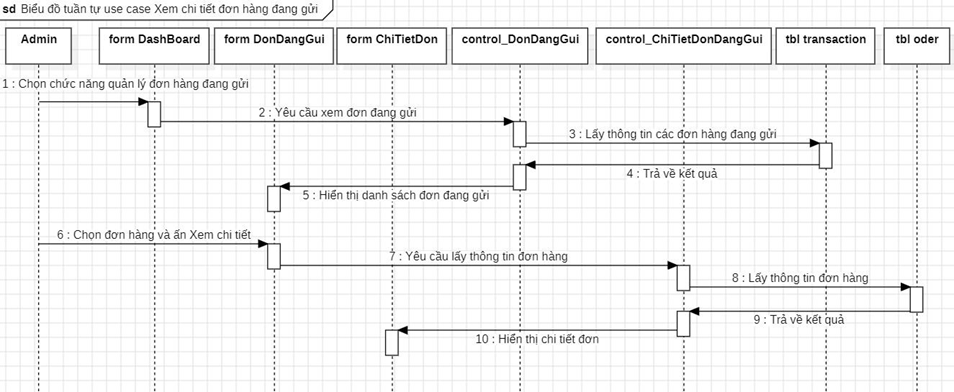 sd Biểu đồ tuần tự use case Xem chi tiết đơn hàng đang gửi
Admin
form DashBoard
form DonDangGui
form ChiTietDon
control_DonDangGui
control_ChiTietDonDangGui
tbl transaction
tbl oder
1 : Chọn chức năng quản lý đơn hàng đang gửi
2 : Yêu cầu xem đơn đang gửi
3 : Lấy thông tin các đơn hàng đang gửi
4 : Trả về kết quả
5 : Hiển thị danh sách đơn đang gửi
6 : Chọn đơn hàng và ấn Xem chi tiết
7 : Yêu cầu lấy thông tin đơn hàng
8 : Lấy thông tin đơn hàng
9 : Trả về kết quả
10 : Hiển thị chi tiết đơn